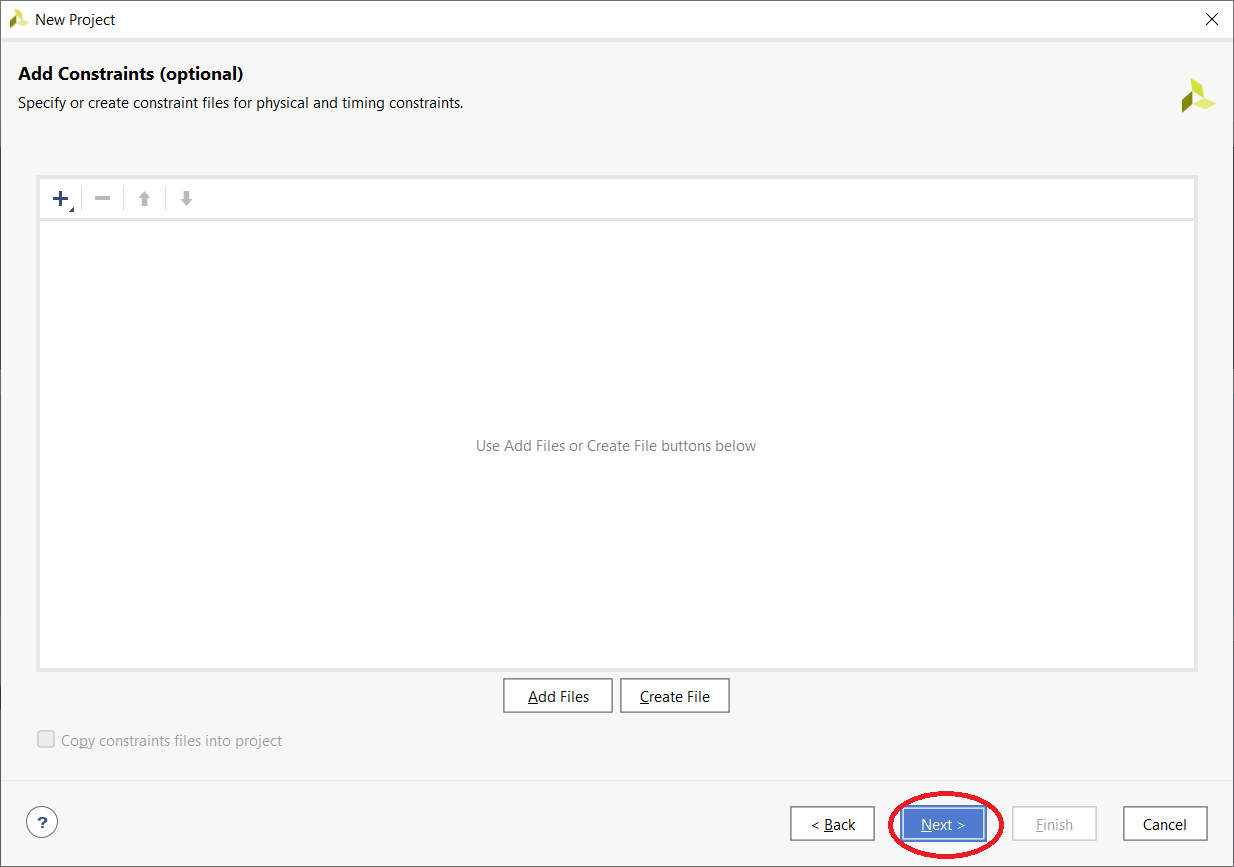 New Project
Add Constraints (optional)
Specify or create constraint files for physical and timing constraints.
Use Add Files or Create File buttons below
Add Files
Create File
Copy constraints files into project
?
< Back
Next >
Finish
Cancel